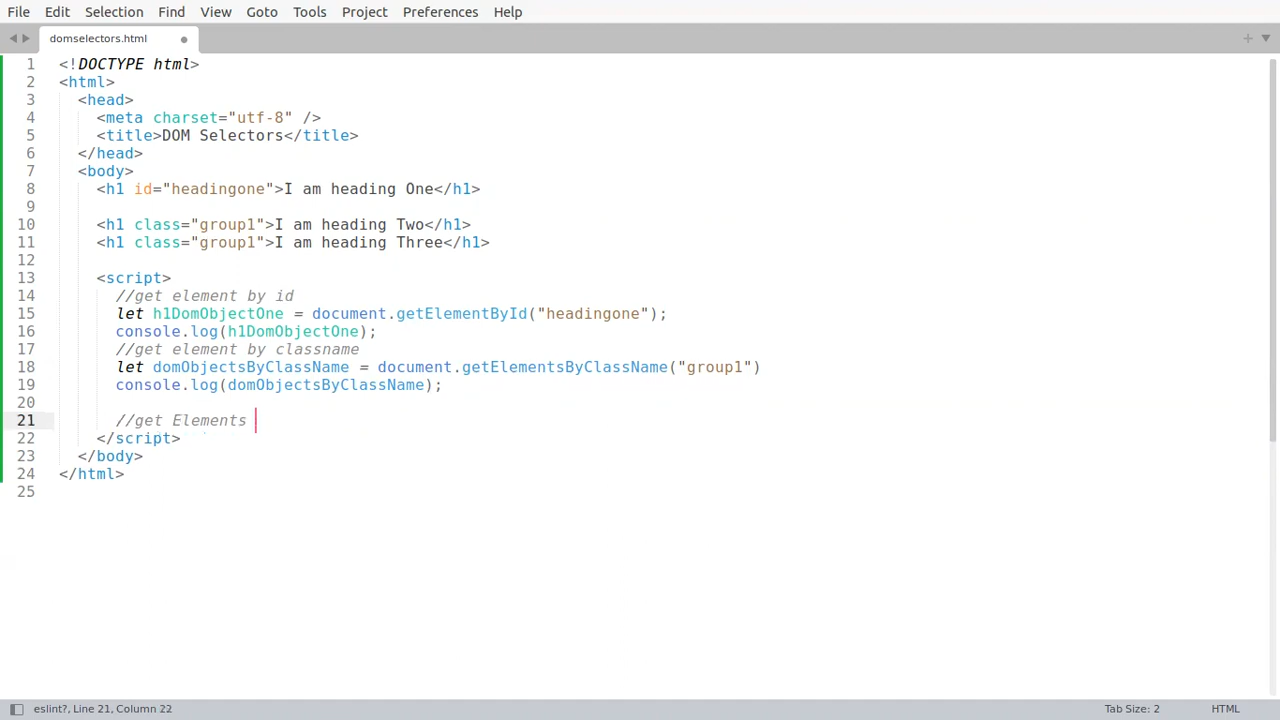 File Edit Selection Find View Goto Tools Project Preferences Help
domselectors.html
1 <!DOCTYPE html>
2 <html>
3 <head>
4 <meta charset="utf-8" />
5 <title>DOM Selectors</title>
6 </head>
7 <body>
8 <h1 id="headingone">I am heading One</h1>
9
10 <h1 class="group1">I am heading Two</h1>
11 <h1 class="group1">I am heading Three</h1>
12
13 <script>
14 //get element by id
15 let h1DomObjectOne = document.getElementById("headingone");
16 console.log(h1DomObjectOne);
17 //get element by classname
18 let domObjectsByClassName = document.getElementsByClassName("group1")
19 console.log(domObjectsByClassName);
20
21 //get Elements
22 </script>
23 </body>
24 </html>
25
eslint?, Line 21, Column 22 Tab Size: 2 HTML